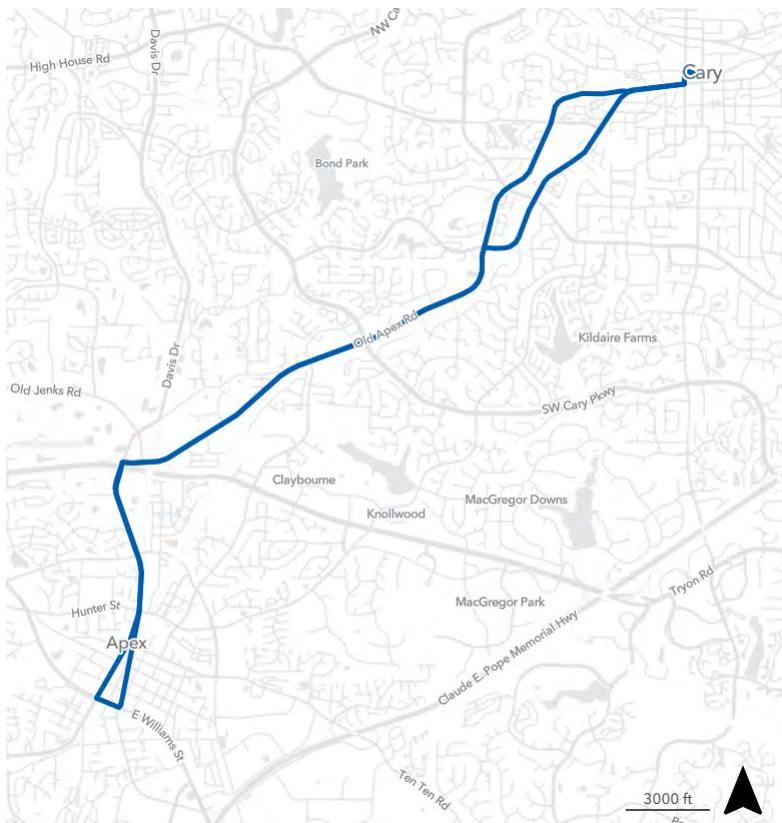 NW Ca
High House Rd
Davis Dr
Cary
Bond Park
Old Apex Rd
Kildaire Farms
Davis Dr
Old Jenks Rd
SW Cary Pkwy
Claybourne
MacGregor Downs
Knollwood
Tryon Rd
MacGregor Park
Hunter St
Apex
Claude E. Pope Memorial Hwy
E Williams St
Ten Ten Rd
3000 ft